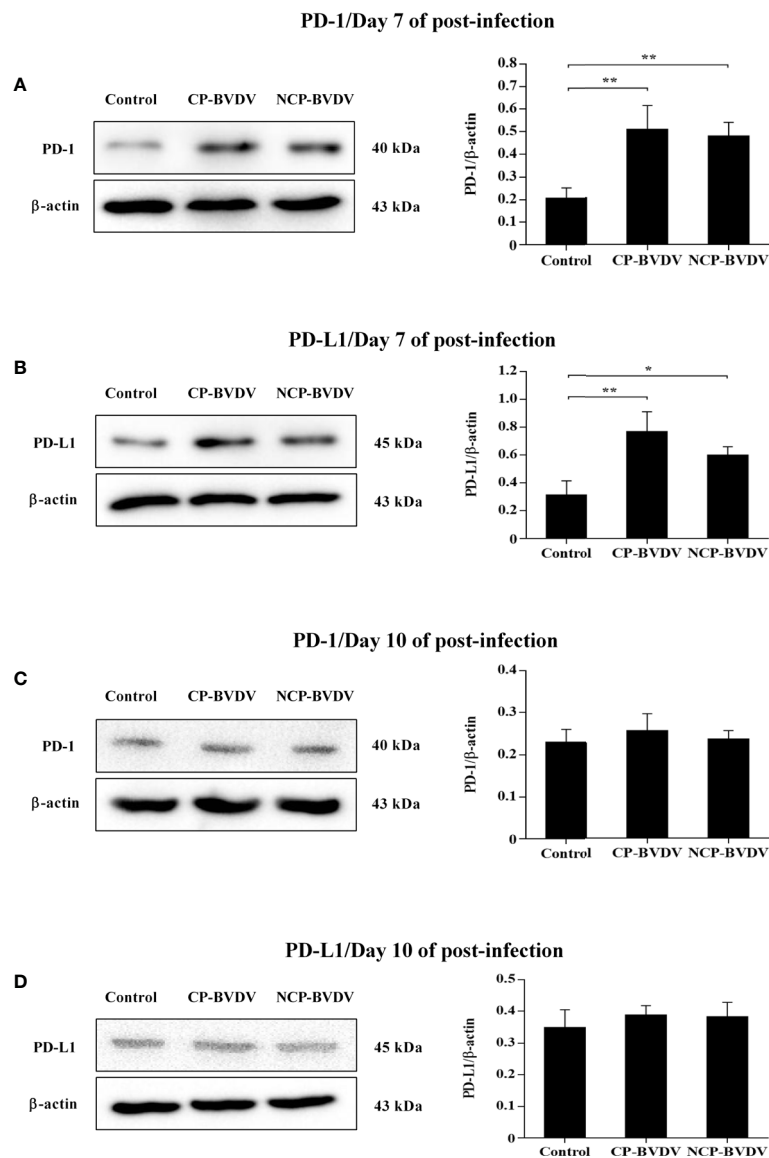 PD-1/Day 7 of post-infection
A
Control CP-BVDV NCP-BVDV
PD-1 40 kDa
β-actin 43 kDa
PD-1/β-actin
0.8
0.7
0.6
0.5
0.4
0.3
0.2
0.1
0
**
**
Control CP-BVDV NCP-BVDV
PD-L1/Day 7 of post-infection
B
Control CP-BVDV NCP-BVDV
PD-L1 45 kDa
β-actin 43 kDa
PD-L1/β-actin
1.2
1.0
0.8
0.6
0.4
0.2
0
*
**
Control CP-BVDV NCP-BVDV
PD-1/Day 10 of post-infection
C
Control CP-BVDV NCP-BVDV
PD-1 40 kDa
β-actin 43 kDa
PD-1/β-actin
0.4
0.3
0.2
0.1
0
Control CP-BVDV NCP-BVDV
PD-L1/Day 10 of post-infection
D
Control CP-BVDV NCP-BVDV
PD-L1 45 kDa
β-actin 43 kDa
PD-L1/β-actin
0.5
0.4
0.3
0.2
0.1
0
Control CP-BVDV NCP-BVDV